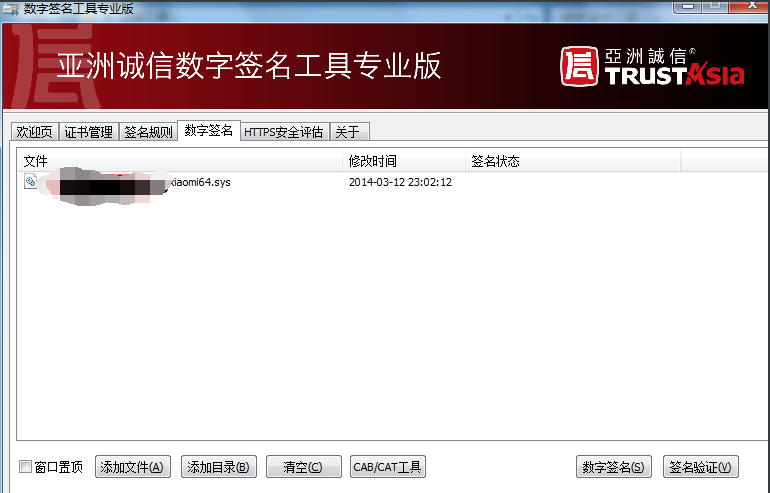 数字签名工具专业版
亚洲诚信数字签名工具专业版
亞洲誠信®
TRUSTAsia
欢迎页 证书管理 签名规则 数字签名 HTTPS安全评估 关于
文件 修改时间 签名状态
xiaomi64.sys 2014-03-12 23:02:12
窗口置顶 添加文件(A) 添加目录(B) 清空(C) CAB/CAT工具 数字签名(S) 签名验证(V)